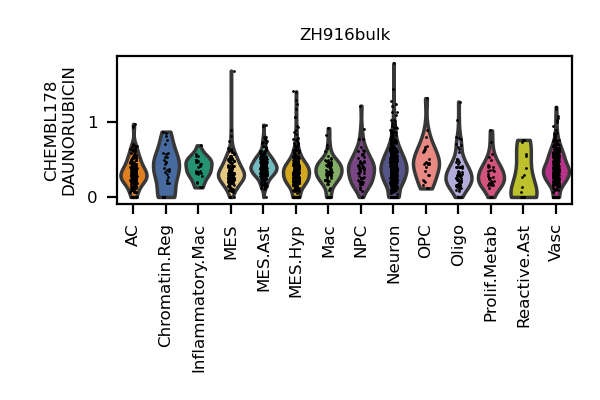 ZH916bulk
CHEMBL178
DAUNORUBICIN
1
0
AC
Chromatin.Reg
Inflammatory.Mac
MES
MES.Ast
MES.Hyp
Mac
NPC
Neuron
OPC
Oligo
Prolif.Metab
Reactive.Ast
Vasc